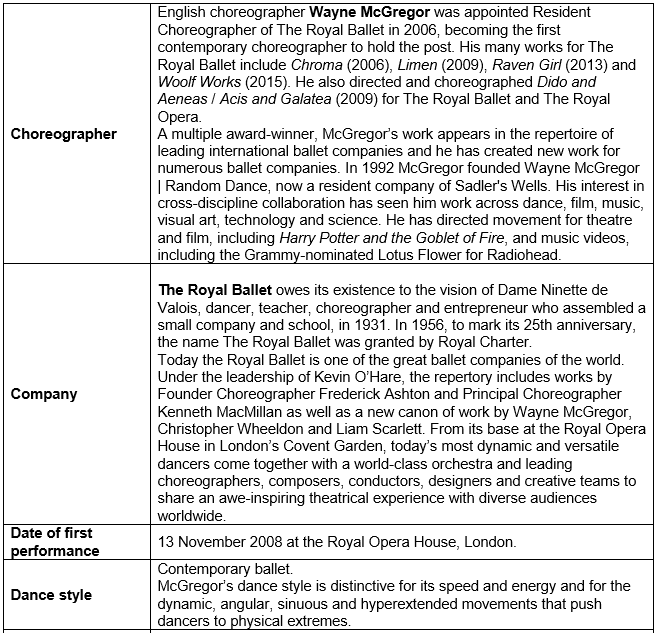 English choreographer Wayne McGregor was appointed Resident
Choreographer of The Royal Ballet in 2006, becoming the first
contemporary choreographer to hold the post. His many works for The
Royal Ballet include Chroma (2006), Limen (2009), Raven Girl (2013) and
Woolf Works (2015). He also directed and choreographed Dido and
Aeneas / Acis and Galatea (2009) for The Royal Ballet and The Royal
Opera.
Choreographer
A multiple award-winner, McGregor's work appears in the repertoire of
leading international ballet companies and he has created new work for
numerous ballet companies. In 1992 McGregor founded Wayne McGregor
| Random Dance, now a resident company of Sadler's Wells. His interest in
cross-discipline collaboration has seen him work across dance, film, music,
visual art, technology and science. He has directed movement for theatre
and film, including Harry Potter and the Goblet of Fire, and music videos,
including the Grammy-nominated Lotus Flower for Radiohead.
The Royal Ballet owes its existence to the vision of Dame Ninette de
Valois, dancer, teacher, choreographer and entrepreneur who assembled a
small company and school, in 1931. In 1956, to mark its 25th anniversary,
the name The Royal Ballet was granted by Royal Charter.
Today the Royal Ballet is one of the great ballet companies of the world.
Under the leadership of Kevin O'Hare, the repertory includes works by
Company
Founder Choreographer Frederick Ashton and Principal Choreographer
Kenneth MacMillan as well as a new canon of work by Wayne McGregor,
Christopher Wheeldon and Liam Scarlett. From its base at the Royal Opera
House in London's Covent Garden, today's most dynamic and versatile
dancers come together with a world-class orchestra and leading
choreographers, composers, conductors, designers and creative teams to
share an awe-inspiring theatrical experience with diverse audiences
worldwide.
Date of first
performance
13 November 2008 at the Royal Opera House, London.
Dance style
Contemporary ballet.
McGregor's dance style is distinctive for its speed and energy and for the
dynamic, angular, sinuous and hyperextended movements that push
dancers to physical extremes.